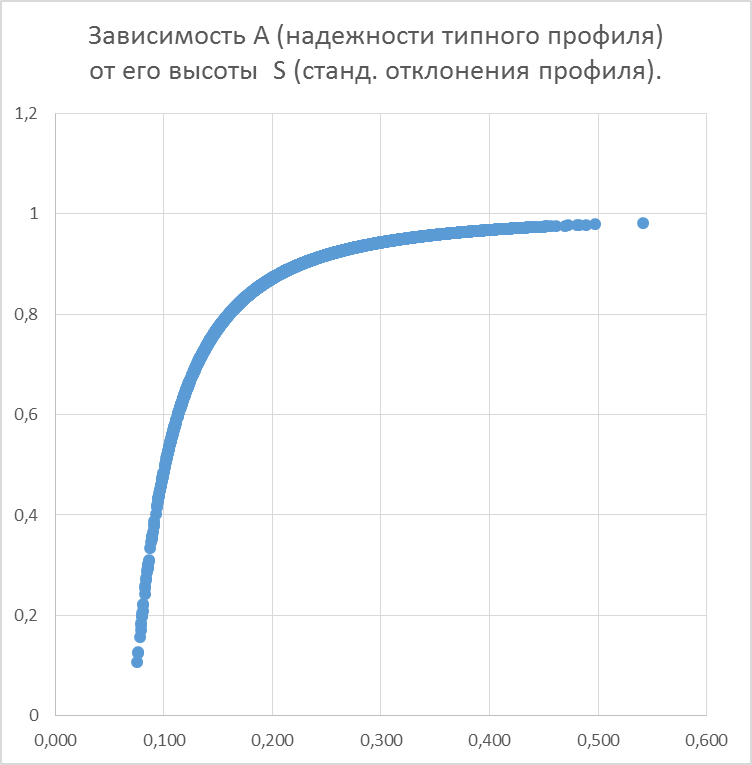 Зависимость А (надежности типного профиля)
от его высоты  S (станд. отклонения профиля).
1,2
1
0,8
0,6
0,4
0,2
0
0,000 0,100 0,200 0,300 0,400 0,500 0,600